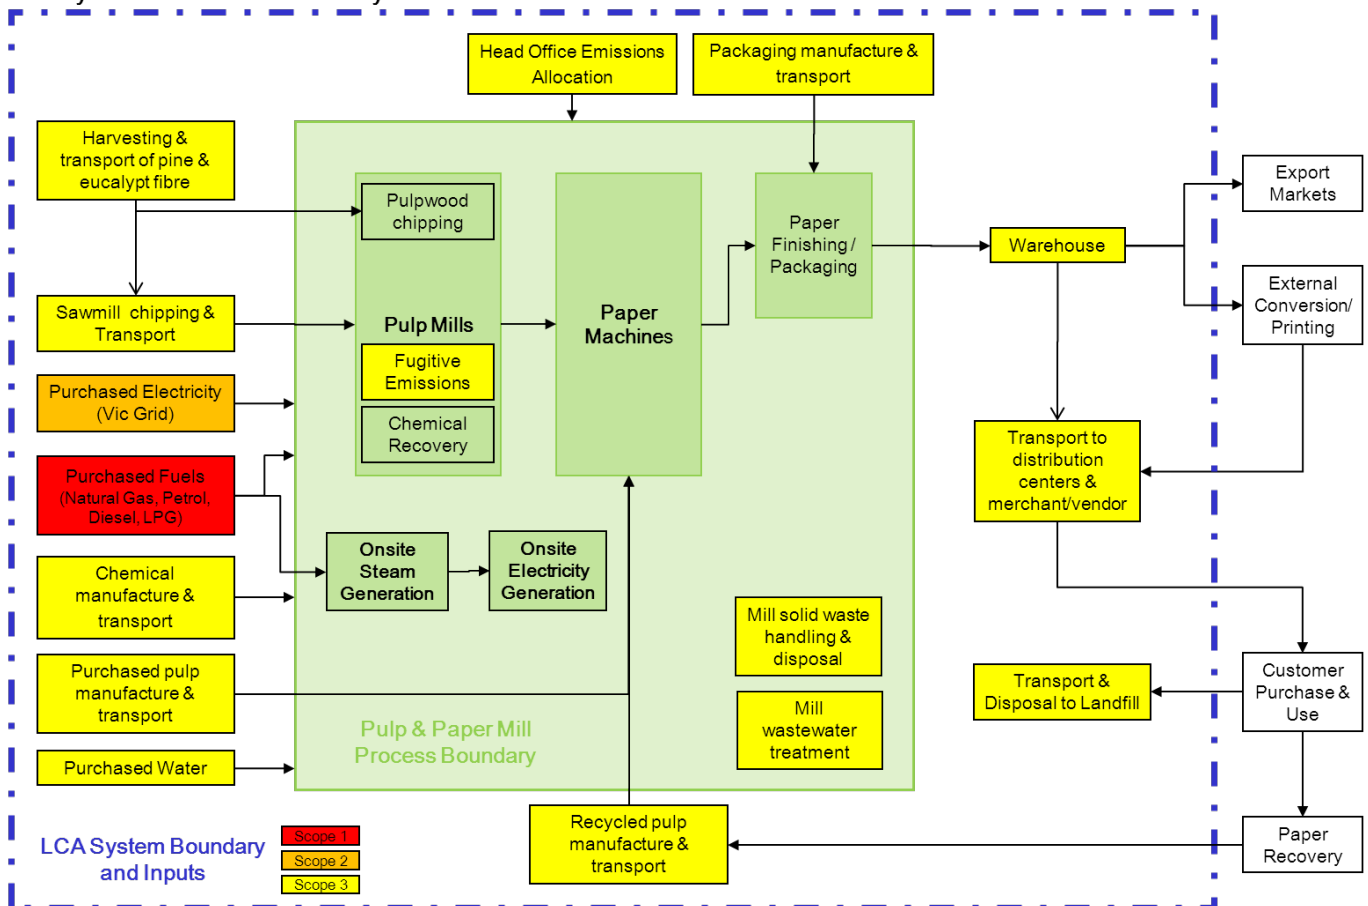 Head Office Emissions
Allocation
Packaging manufacture &
transport
Harvesting &
transport of pine &
eucalypt fibre
Pulpwood
chipping
Paper
Finishing /
Packaging
Export
Markets
Warehouse
Sawmill chipping &
Transport
Pulp Mills
Paper
Machines
External
Conversion/
Printing
Fugitive
Emissions
Purchased Electricity
(Vic Grid)
Chemical
Recovery
Transport to
distribution
centers &
merchant/vendor
Purchased Fuels
(Natural Gas, Petrol,
Diesel, LPG)
Onsite
Steam
Generation
Onsite
Electricity
Generation
Chemical
manufacture &
transport
Mill solid waste
handling &
disposal
Purchased pulp
manufacture &
transport
Transport &
Disposal to Landfill
Customer
Purchase &
Use
Pulp & Paper Mill
Process Boundary
Mill
wastewater
treatment
Purchased Water
Recycled pulp
manufacture &
transport
Paper
Recovery
LCA System Boundary
and Inputs
Scope 1
Scope 2
Scope 3